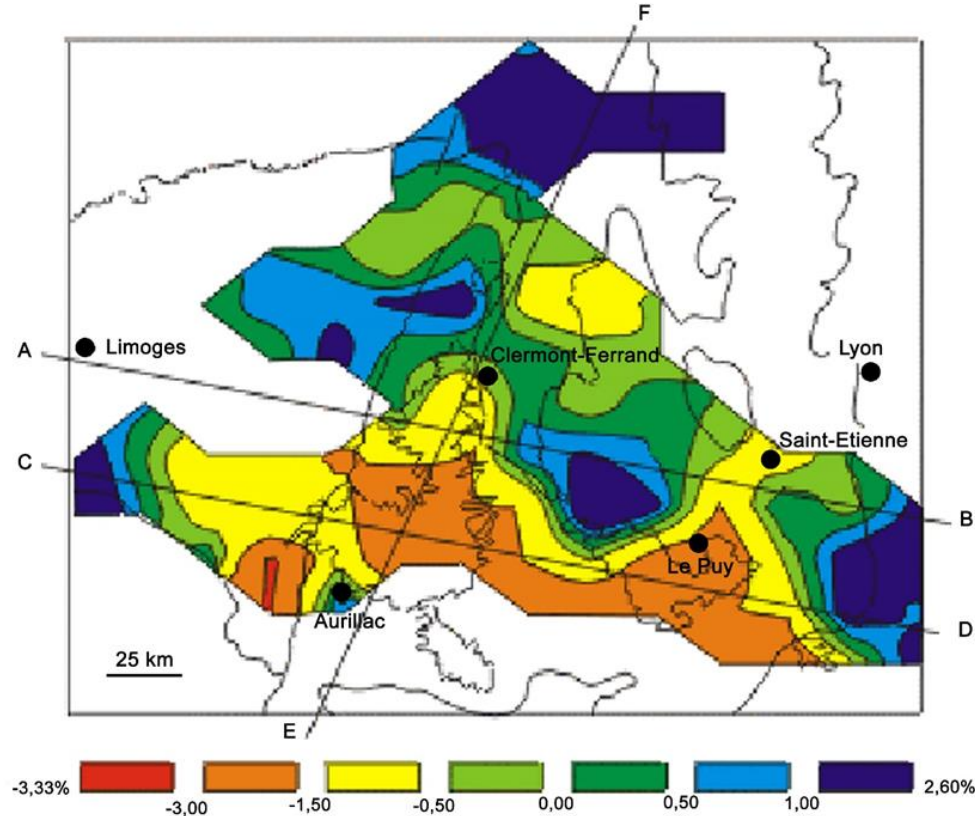 F
A
Limoges
Clermont-Ferrand
Lyon
C
Saint-Etienne
B
Le Puy
Aurillac
D
25 km
E
-3,33%
-3,00
-1,50
-0,50
0,00
0,50
1,00
2,60%